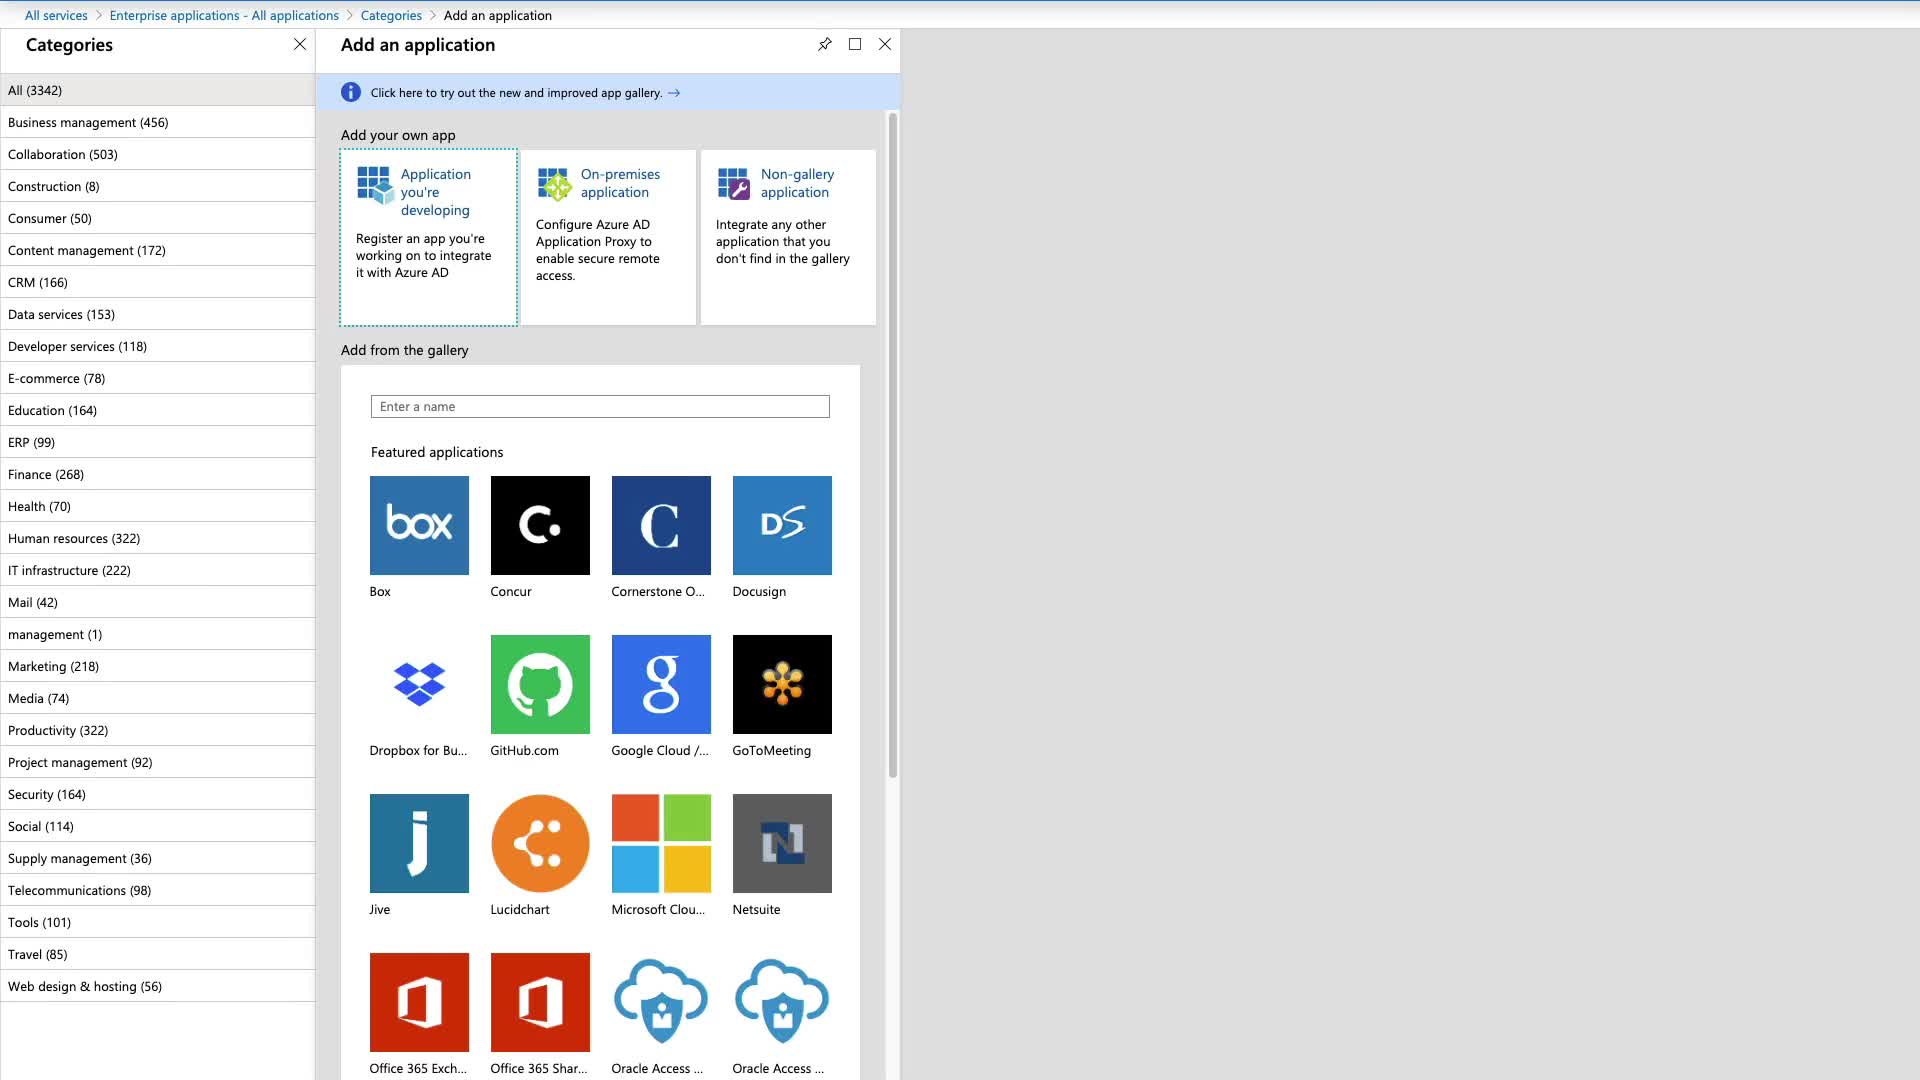 All services > Enterprise applications - All applications > Categories > Add an application
Categories
All (3342)
Business management (456)
Collaboration (503)
Construction (8)
Consumer (50)
Content management (172)
CRM (166)
Data services (153)
Developer services (118)
E-commerce (78)
Education (164)
ERP (99)
Finance (268)
Health (70)
Human resources (322)
IT infrastructure (222)
Mail (42)
management (1)
Marketing (218)
Media (74)
Productivity (322)
Project management (92)
Security (164)
Social (114)
Supply management (36)
Telecommunications (98)
Tools (101)
Travel (85)
Web design & hosting (56)
Add an application
Click here to try out the new and improved app gallery. →
Add your own app
Application
you're
developing
Register an app you're
working on to integrate
it with Azure AD
On-premises
application
Configure Azure AD
Application Proxy to
enable secure remote
access.
Non-gallery
application
Integrate any other
application that you
don't find in the gallery
Add from the gallery
Enter a name
Featured applications
box
C.
C
DS
Box
Concur
Cornerstone O...
Docusign
g
Dropbox for Bu...
GitHub.com
Google Cloud /...
GoToMeeting
j
N
Jive
Lucidchart
Microsoft Clou...
Netsuite
Office 365 Exch...
Office 365 Shar...
Oracle Access ...
Oracle Access ...